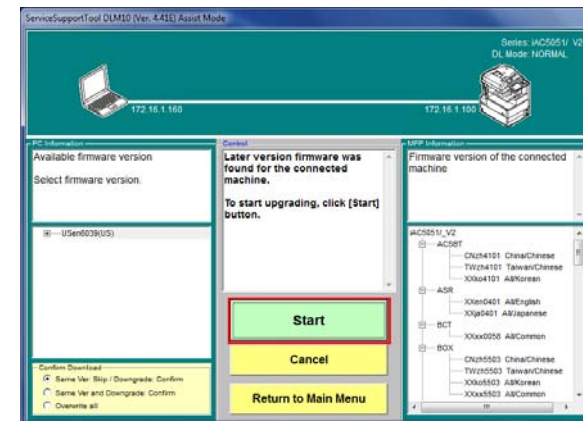 ServiceSupportTool DLM10 (Ver. 4.41E) Assist Mode
Series: iAC5051/ V2
DL Mode: NORMAL
172.16.1.160
172.16.1.100
PC Information
Available firmware version
Select firmware version.
USen6039(US)
Confirm Download
Same Ver: Skip / Downgrade: Confirm
Same Ver and Downgrade: Confirm
Overwrite all
Control
Later version firmware was
found for the connected
machine.
To start upgrading, click [Start]
button.
Start
Cancel
Return to Main Menu
MFP Information
Firmware version of the connected
machine
iAC5051/_V2
ACSBT
CNzh4101 China/Chinese
TWzh4101 Taiwan/Chinese
XXko4101 All/Korean
ASR
XXen0401 All/English
XXja0401 All/Japanese
BCT
XXxx0058 All/Common
BOX
CNzh5503 China/Chinese
TWzh5503 Taiwan/Chinese
XXko5503 All/Korean
XXxx5503 All/Common